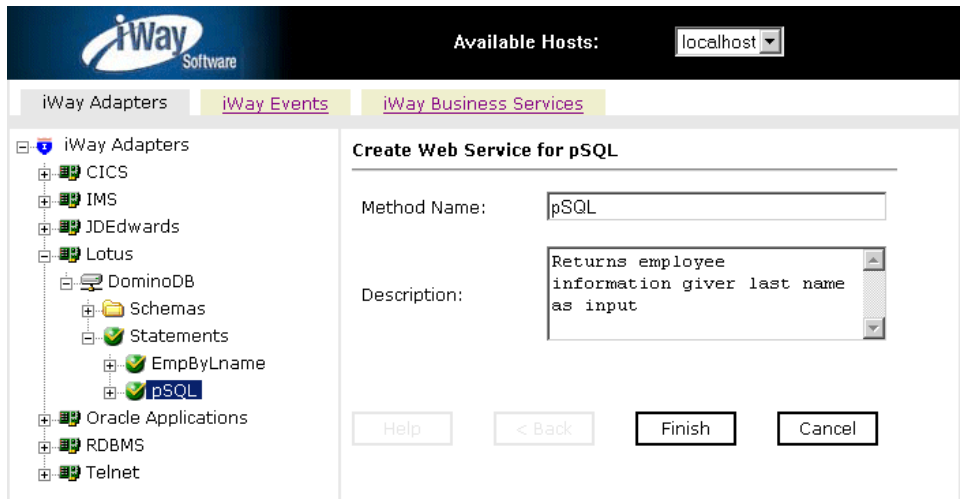 iWay
Software
Available Hosts:
localhost
iWay Adapters
iWay Events
iWay Business Services
iWay Adapters
CICS
IMS
JDEdwards
Lotus
DominoDB
Schemas
Statements
EmpByLname
pSQL
Oracle Applications
RDBMS
Telnet
Create Web Service for pSQL
Method Name:
pSQL
Description:
Returns employee
information giver last name
as input
Help
< Back
Finish
Cancel